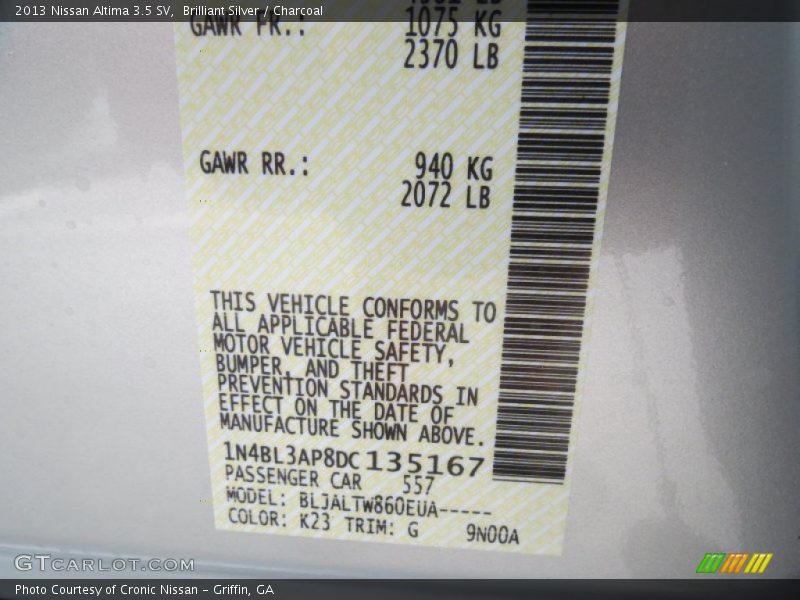 2013 Nissan Altima 3.5 SV,  Brilliant Silver / Charcoal
GAWR FR.: 1075 KG
2370 LB
GAWR RR.: 940 KG
2072 LB
THIS VEHICLE CONFORMS TO
ALL APPLICABLE FEDERAL
MOTOR VEHICLE SAFETY,
BUMPER, AND THEFT
PREVENTION STANDARDS IN
EFFECT ON THE DATE OF
MANUFACTURE SHOWN ABOVE.
1N4BL3AP8DC135167
PASSENGER CAR 557
MODEL: BLJALTW860EUA-----
COLOR: K23 TRIM: G 9N00A
GTCARLOT.COM
Photo Courtesy of Cronic Nissan – Griffin, GA